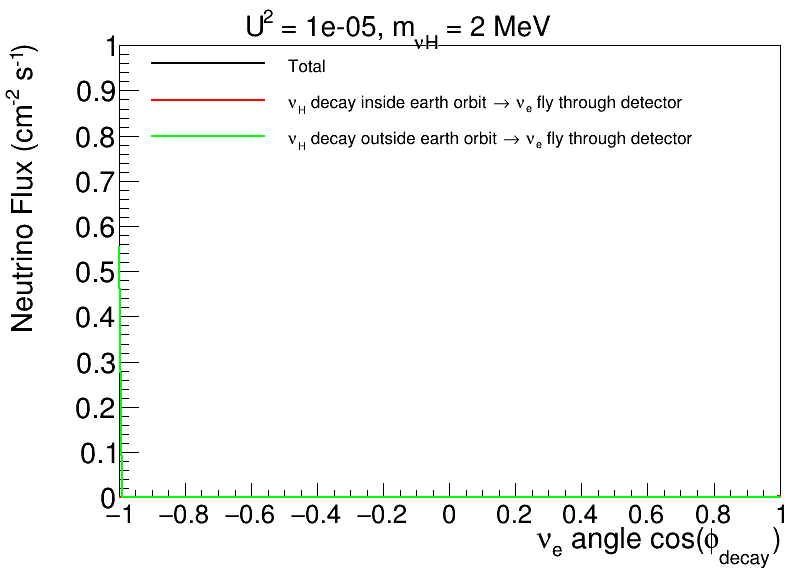 U² = 1e-05, m_νH = 2 MeV
Neutrino Flux (cm⁻² s⁻¹)
Total
ν_H decay inside earth orbit → ν_e fly through detector
ν_H decay outside earth orbit → ν_e fly through detector
1
0.9
0.8
0.7
0.6
0.5
0.4
0.3
0.2
0.1
0
−1 −0.8 −0.6 −0.4 −0.2 0 0.2 0.4 0.6 0.8 1
ν_e angle cos(ϕ_decay)